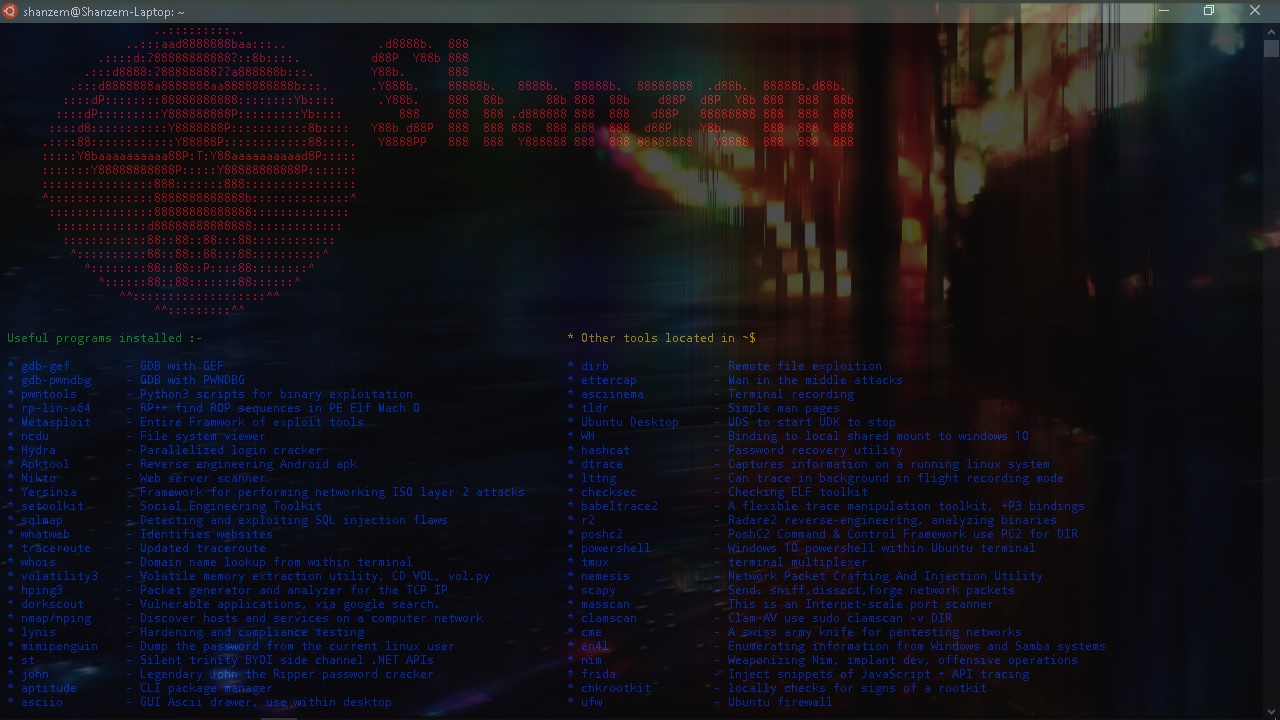 shanzem@Shanzem-Laptop: ~
Shanzem
Useful programs installed :-
* gdb-gef - GDB with GEF
* gdb-pwndbg - GDB with PWNDBG
* pwntools - Python3 scripts for binary exploitation
* rp-lin-x64 - RP++ find ROP sequences in PE Elf Mach O
* Metasploit - Entire Framwork of exploit tools
* ncdu - File system viewer
* Hydra - Parallelized login cracker
* Apktool - Reverse engineering Android apk
* Nikto - Web server scanner
* Yersinia - Framework for performing networking ISO layer 2 attacks
* setoolkit - Social Engineering Toolkit
* sqlmap - Detecting and exploiting SQL injection flaws
* whatweb - Identifies websites
* traceroute - Updated traceroute
* whois - Domain name lookup from within terminal
* volatility3 - Volatile memory extraction utility, CD VOL, vol.py
* hping3 - Packet generator and analyzer for the TCP IP
* dorkscout - Vulnerable applications, via google search.
* nmap/nping - Discover hosts and services on a computer network
* lynis - Hardening and compliance testing
* mimipenguin - Dump the password from the current linux user
* st - Silent trinity BYOI side channel .NET APIs
* john - Legendary John the Ripper password cracker
* aptitude - CLI package manager
* asciio - GUI Ascii drawer, use within desktop
* Other tools located in ~$
* dirb - Remote file exploition
* ettercap - Man in the middle attacks
* asciinema - Terminal recording
* tldr - Simple man pages
* Ubuntu Desktop - UDS to start UDK to stop
* WH - Binding to local shared mount to windows 10
* hashcat - Password recovery utility
* dtrace - Captures information on a running linux system
* lttng - Can trace in background in flight recording mode
* checksec - Checking ELF toolkit
* babeltrace2 - A flexible trace manipulation toolkit, +P3 bindings
* r2 - Radare2 reverse-engineering, analyzing binaries
* poshc2 - PoshC2 Command & Control Framework use PC2 for DIR
* powershell - Windows 10 powershell within Ubuntu terminal
* tmux - terminal multiplexer
* nemesis - Network Packet Crafting And Injection Utility
* scapy - Send, sniff,dissect,forge network packets
* masscan - This is an Internet-scale port scanner
* clamscan - Clam AV use sudo clamscan -v DIR
* cme - A swiss army knife for pentesting networks
* en4l - Enumerating information from Windows and Samba systems
* nim - Weaponizing Nim, implant dev, offensive operations
* frida - Inject snippets of JavaScript + API tracing
* chkrootkit - locally checks for signs of a rootkit
* ufw - Ubuntu firewall